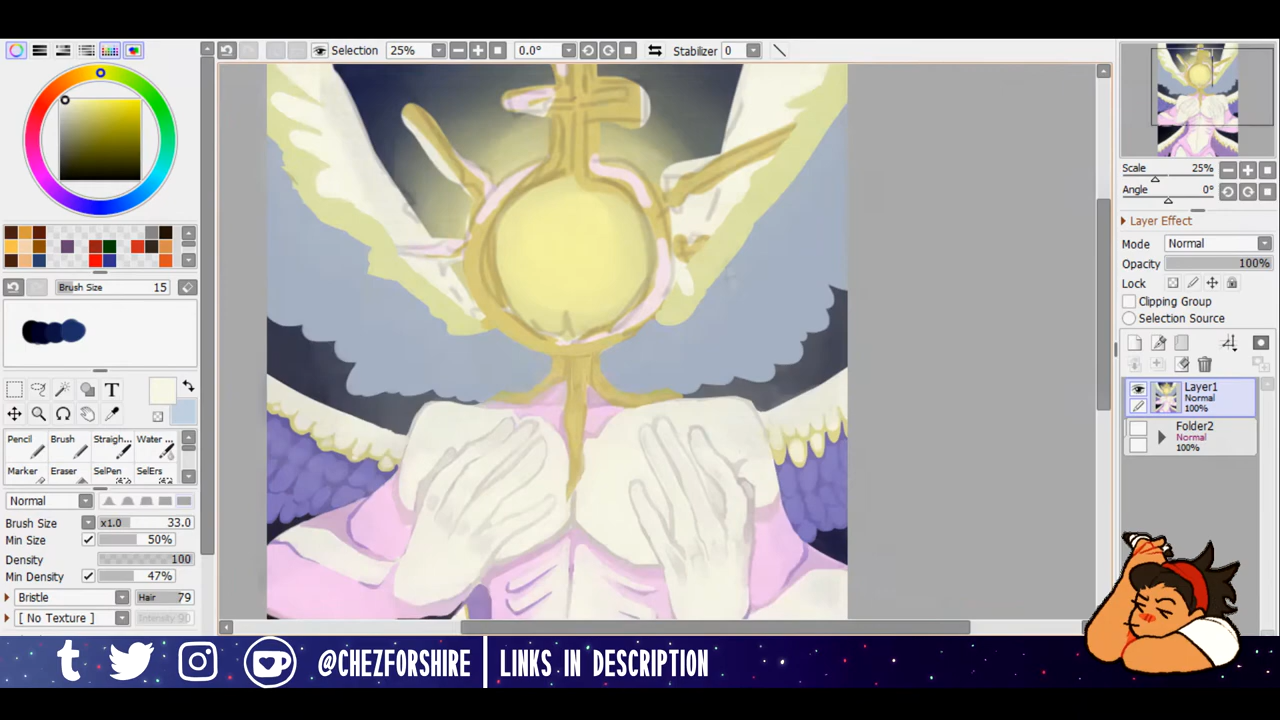 Selection 25% 0.0° Stabilizer 0
Scale 25%
Angle 0°
Layer Effect
Mode Normal
Opacity 100%
Lock
Clipping Group
Selection Source
Layer1
Normal
100%
Folder2
Normal
100%
Brush Size 15
T
Pencil Brush Straigh... Water ...
Marker Eraser SelPen SelErs
Normal
Brush Size x1.0 33.0
Min Size 50%
Density 100
Min Density 47%
Bristle Hair 79
[ No Texture ] Intensity 90
@CHEZFORSHIRE LINKS IN DESCRIPTION